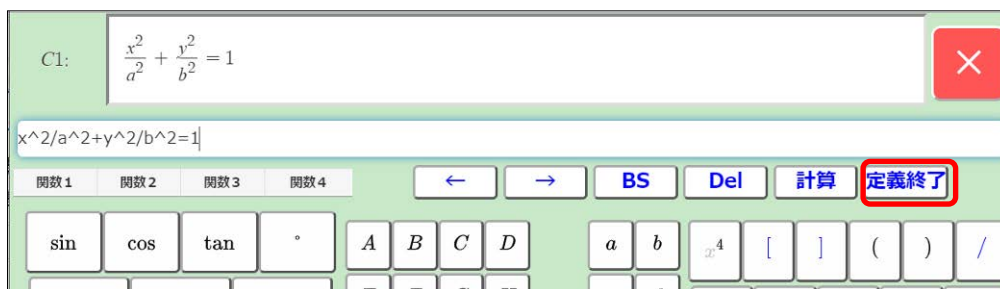 C1: x^2/a^2 + y^2/b^2 = 1
×
x^2/a^2+y^2/b^2=1
関数1 関数2 関数3 関数4 ← → BS Del 計算 定義終了
sin cos tan ° A B C D a b x^4 [ ] ( ) /